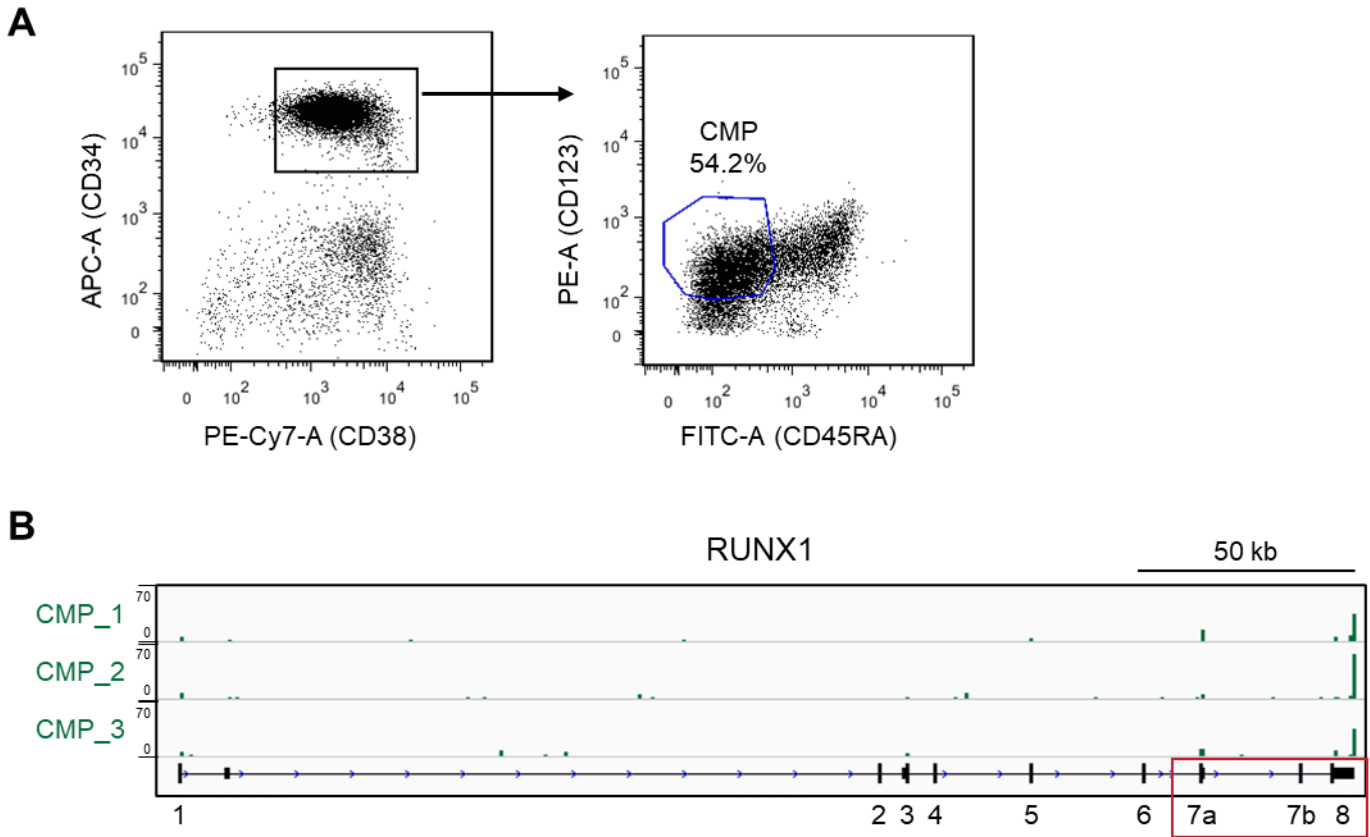 A
APC-A (CD34)
10^5
10^4
10^3
10^2
0
0 10^2 10^3 10^4 10^5
PE-Cy7-A (CD38)
PE-A (CD123)
10^5
10^4
10^3
10^2
0
CMP
54.2%
0 10^2 10^3 10^4 10^5
FITC-A (CD45RA)
B
RUNX1
50 kb
CMP_1
70
0
CMP_2
70
0
CMP_3
70
0
1 2 3 4 5 6 7a 7b 8